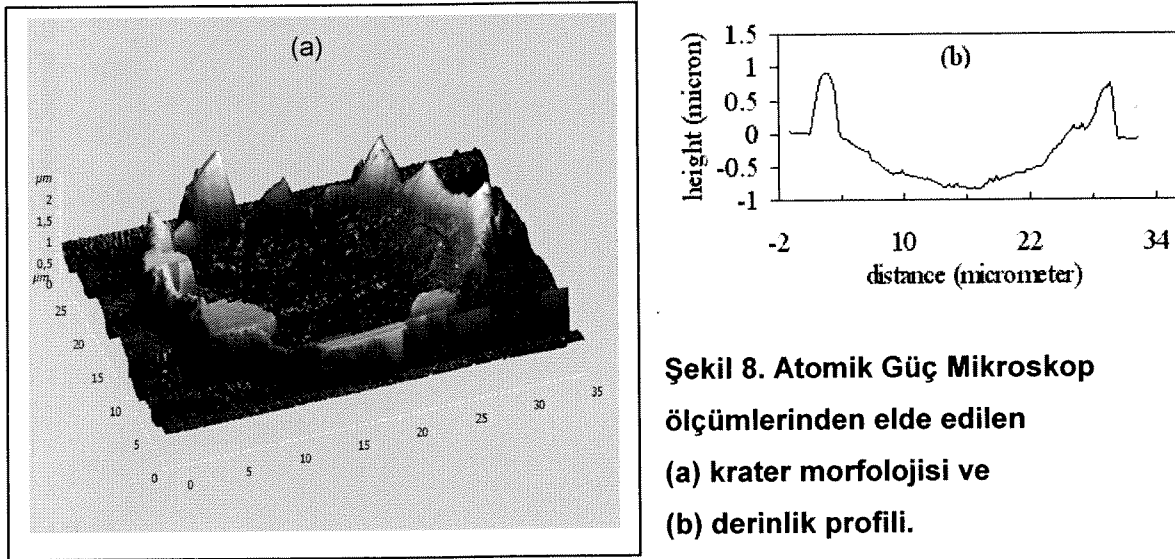 (a)
µm
2
1,5
1
0,5
µm
0
25
20
15
10
5
0
0
5
10
15
20
25
30
35
(b)
height (micron)
1.5
1
0.5
0
-0.5
-1
-2
10
22
34
distance (micrometer)
Şekil 8. Atomik Güç Mikroskop
ölçümlerinden elde edilen
(a) krater morfolojisi ve
(b) derinlik profili.